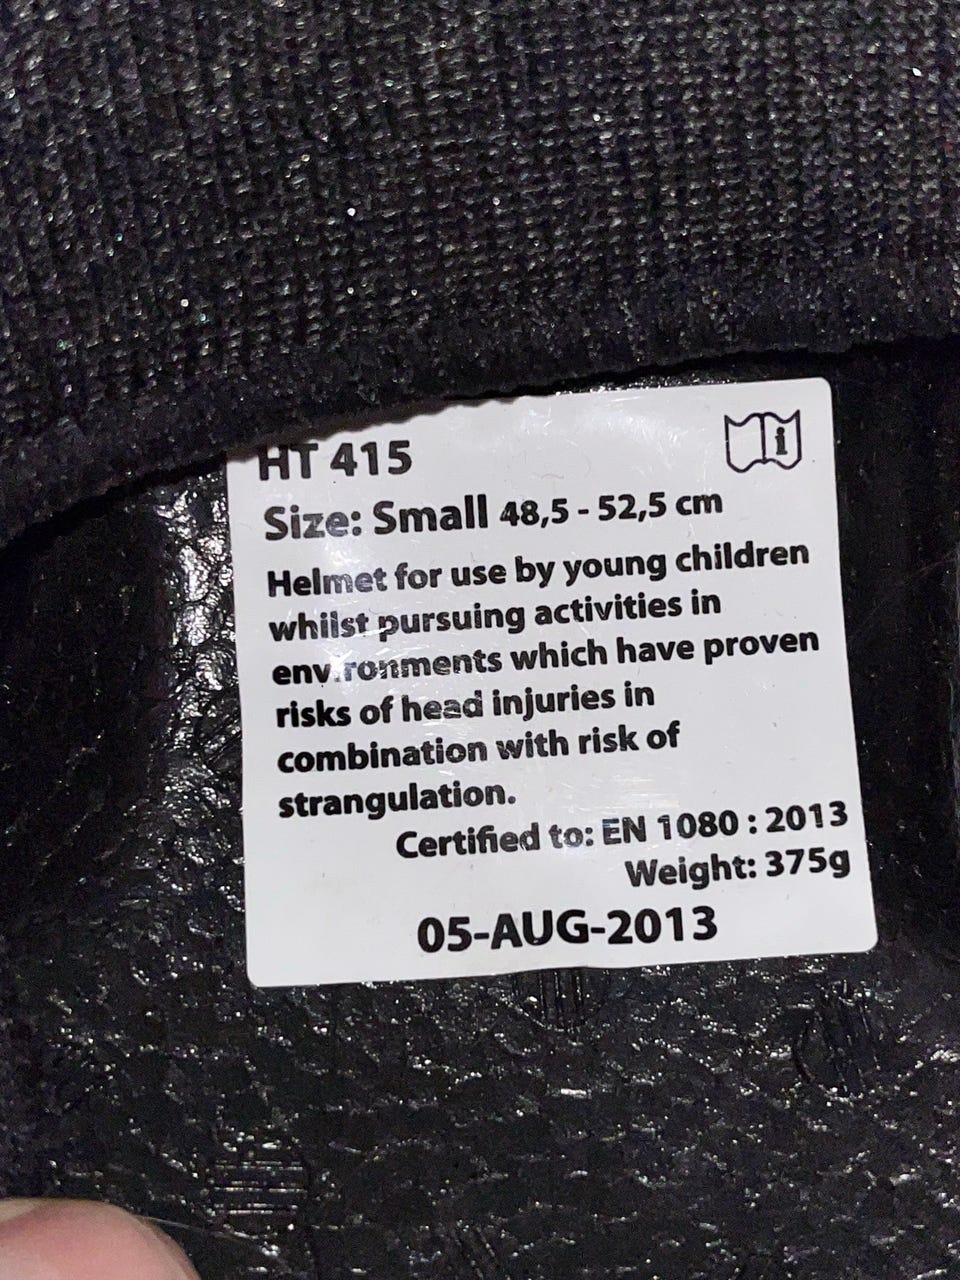 HT 415
Size: Small 48,5 - 52,5 cm
Helmet for use by young children
whilst pursuing activities in
env.ronments which have proven
risks of head injuries in
combination with risk of
strangulation.
Certified to: EN 1080 : 2013
Weight: 375g
05-AUG-2013